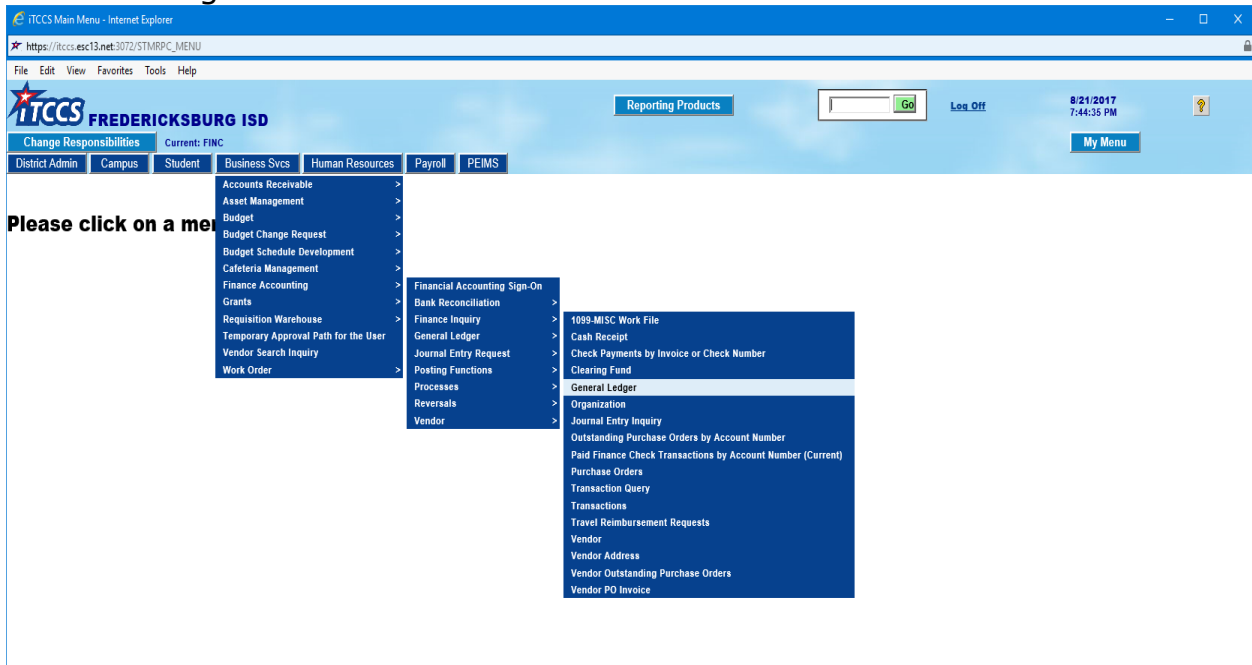 iTCCS Main Menu - Internet Explorer
https://itccs.esc13.net:3072/STMRPC_MENU
File Edit View Favorites Tools Help
iTCCS FREDERICKSBURG ISD
Reporting Products
Go
Log Off
8/21/2017
7:44:35 PM
?
Change Responsibilities Current: FINC
My Menu
District Admin Campus Student Business Svcs Human Resources Payroll PEIMS
Please click on a me
Accounts Receivable >
Asset Management >
Budget >
Budget Change Request >
Budget Schedule Development >
Cafeteria Management >
Finance Accounting >
Grants >
Requisition Warehouse >
Temporary Approval Path for the User
Vendor Search Inquiry
Work Order >
Financial Accounting Sign-On
Bank Reconciliation >
Finance Inquiry >
General Ledger >
Journal Entry Request >
Posting Functions >
Processes >
Reversals >
Vendor >
1099-MISC Work File
Cash Receipt
Check Payments by Invoice or Check Number
Clearing Fund
General Ledger
Organization
Journal Entry Inquiry
Outstanding Purchase Orders by Account Number
Paid Finance Check Transactions by Account Number (Current)
Purchase Orders
Transaction Query
Transactions
Travel Reimbursement Requests
Vendor
Vendor Address
Vendor Outstanding Purchase Orders
Vendor PO Invoice